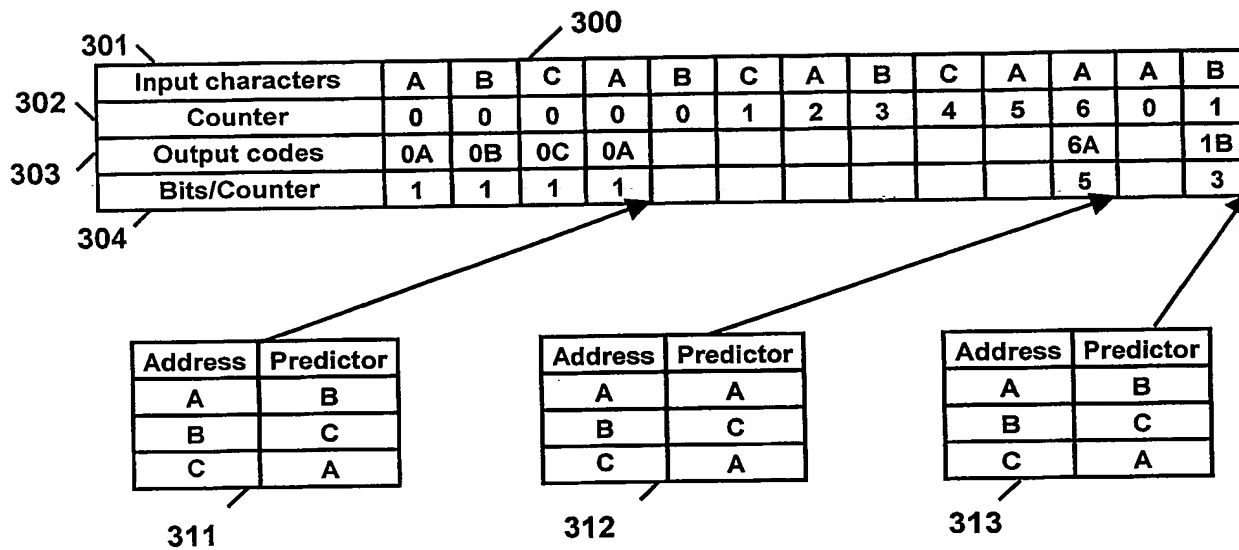 300
301
Input characters A B C A B C A B C A A A B
302
Counter 0 0 0 0 0 1 2 3 4 5 6 0 1
Output codes 0A 0B 0C 0A 6A 1B
303
Bits/Counter 1 1 1 1 5 3
304
Address Predictor
A B
B C
C A
311
Address Predictor
A A
B C
C A
312
Address Predictor
A B
B C
C A
313